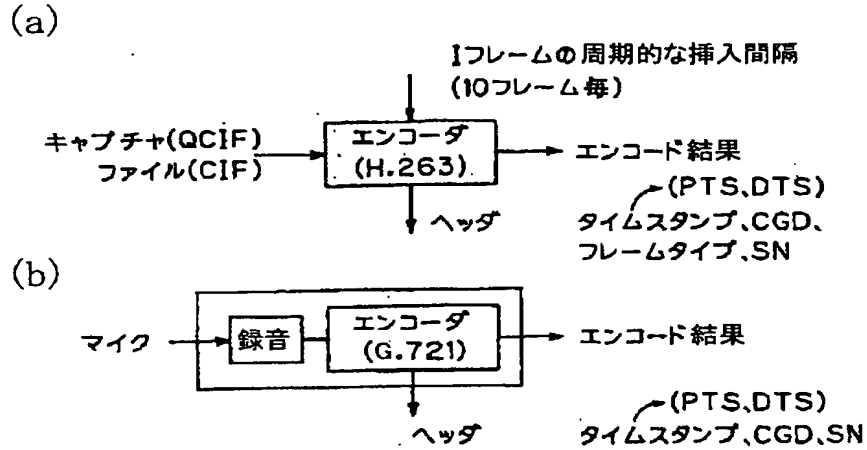 (a)
Iフレームの周期的な挿入間隔
(10フレーム毎)
キャプチャ(QCIF)
ファイル(CIF)
エンコーダ
(H.263)
エンコード結果
(PTS、DTS)
ヘッダ
タイムスタンプ、CGD、
フレームタイプ、SN
(b)
マイク
録音
エンコーダ
(G.721)
エンコード結果
(PTS、DTS)
ヘッダ
タイムスタンプ、CGD、SN